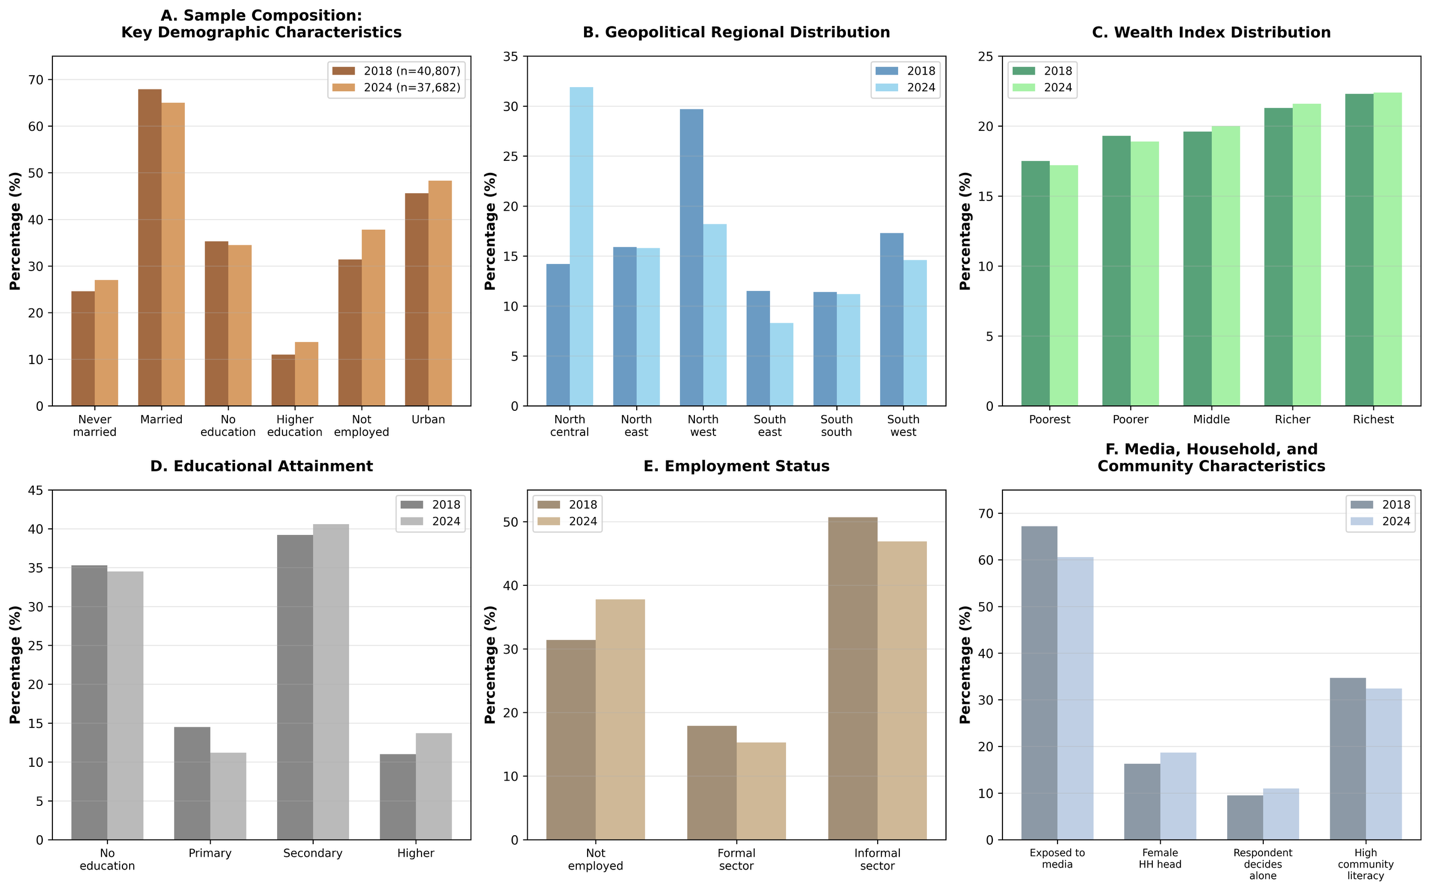 A. Sample Composition:
Key Demographic Characteristics
Percentage (%)
70
60
50
40
30
20
10
0
2018 (n=40,807)
2024 (n=37,682)
Never
married
Married
No
education
Higher
education
Not
employed
Urban
B. Geopolitical Regional Distribution
Percentage (%)
35
30
25
20
15
10
5
0
2018
2024
North
central
North
east
North
west
South
east
South
south
South
west
C. Wealth Index Distribution
Percentage (%)
25
20
15
10
5
0
2018
2024
Poorest
Poorer
Middle
Richer
Richest
D. Educational Attainment
Percentage (%)
45
40
35
30
25
20
15
10
5
0
2018
2024
No
education
Primary
Secondary
Higher
E. Employment Status
Percentage (%)
50
40
30
20
10
0
2018
2024
Not
employed
Formal
sector
Informal
sector
F. Media, Household, and
Community Characteristics
Percentage (%)
70
60
50
40
30
20
10
0
2018
2024
Exposed to
media
Female
HH head
Respondent
decides
alone
High
community
literacy